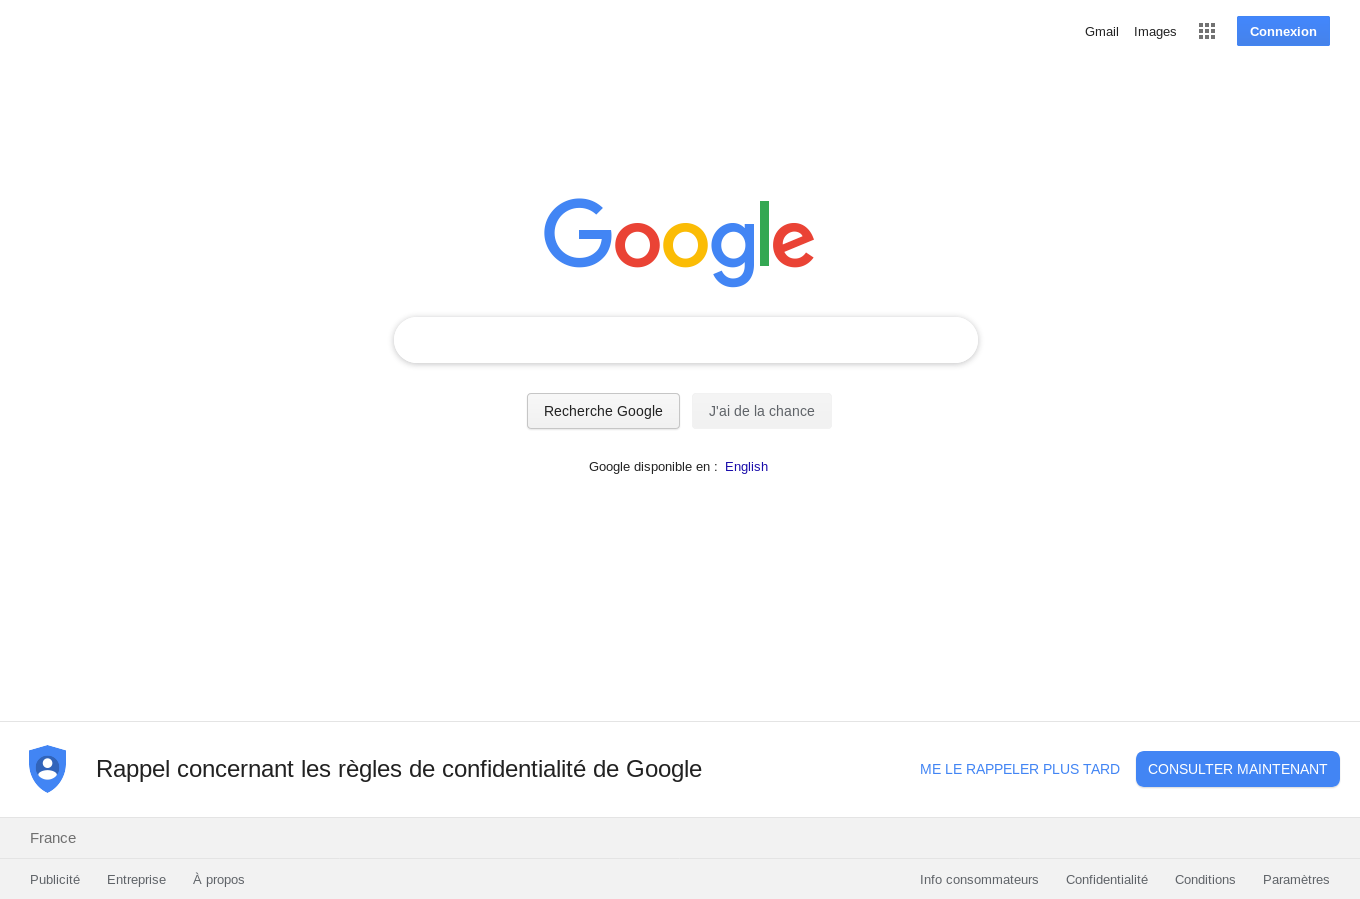 Gmail Images Connexion
Google
Recherche Google J'ai de la chance
Google disponible en : English
Rappel concernant les règles de confidentialité de Google ME LE RAPPELER PLUS TARD CONSULTER MAINTENANT
France
Publicité Entreprise À propos Info consommateurs Confidentialité Conditions Paramètres